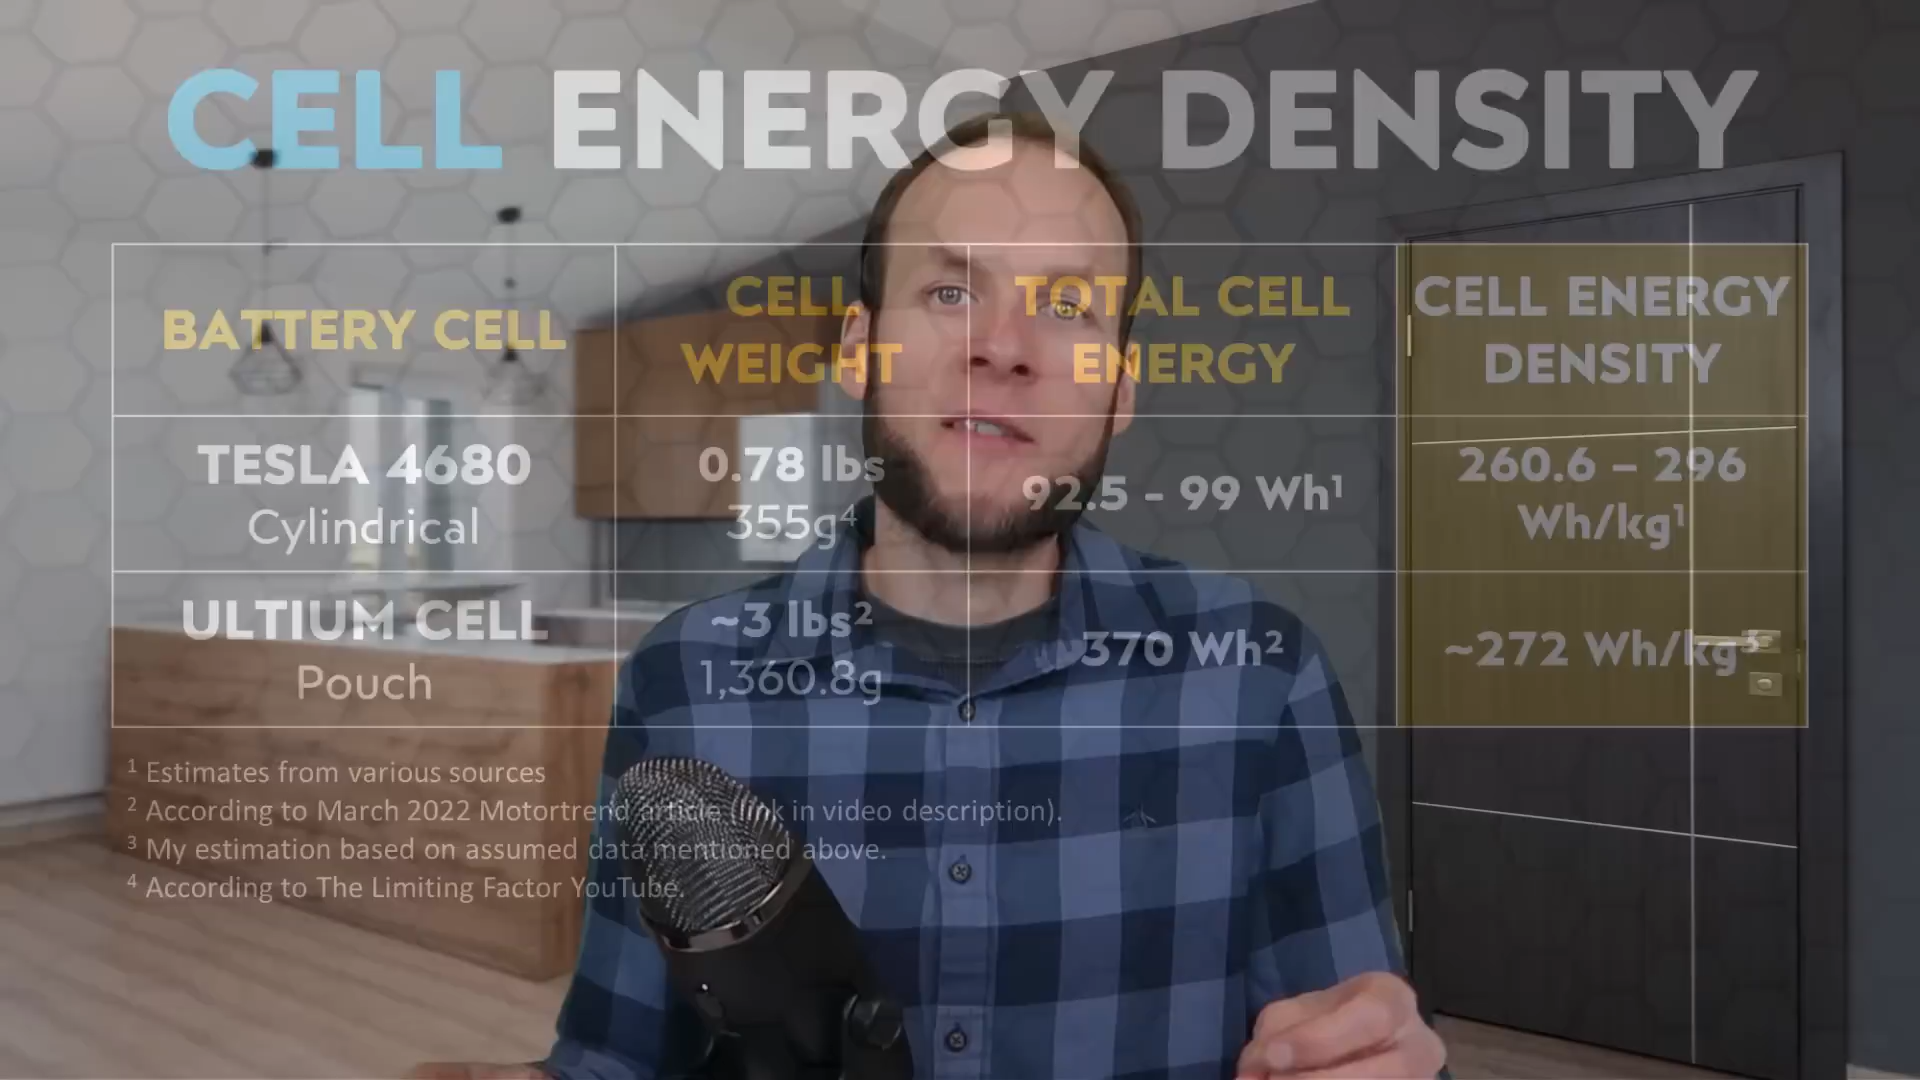 CELL ENERGY DENSITY
BATTERY CELL
CELL
WEIGHT
TOTAL CELL
ENERGY
CELL ENERGY
DENSITY
TESLA 4680
Cylindrical
0.78 lbs
355g⁴
92.5 - 99 Wh¹
260.6 – 296
Wh/kg¹
ULTIUM CELL
Pouch
~3 lbs²
1,360.8g
~370 Wh²
~272 Wh/kg³
¹ Estimates from various sources
² According to March 2022 Motortrend article (link in video description).
³ My estimation based on assumed data mentioned above.
⁴ According to The Limiting Factor YouTube.